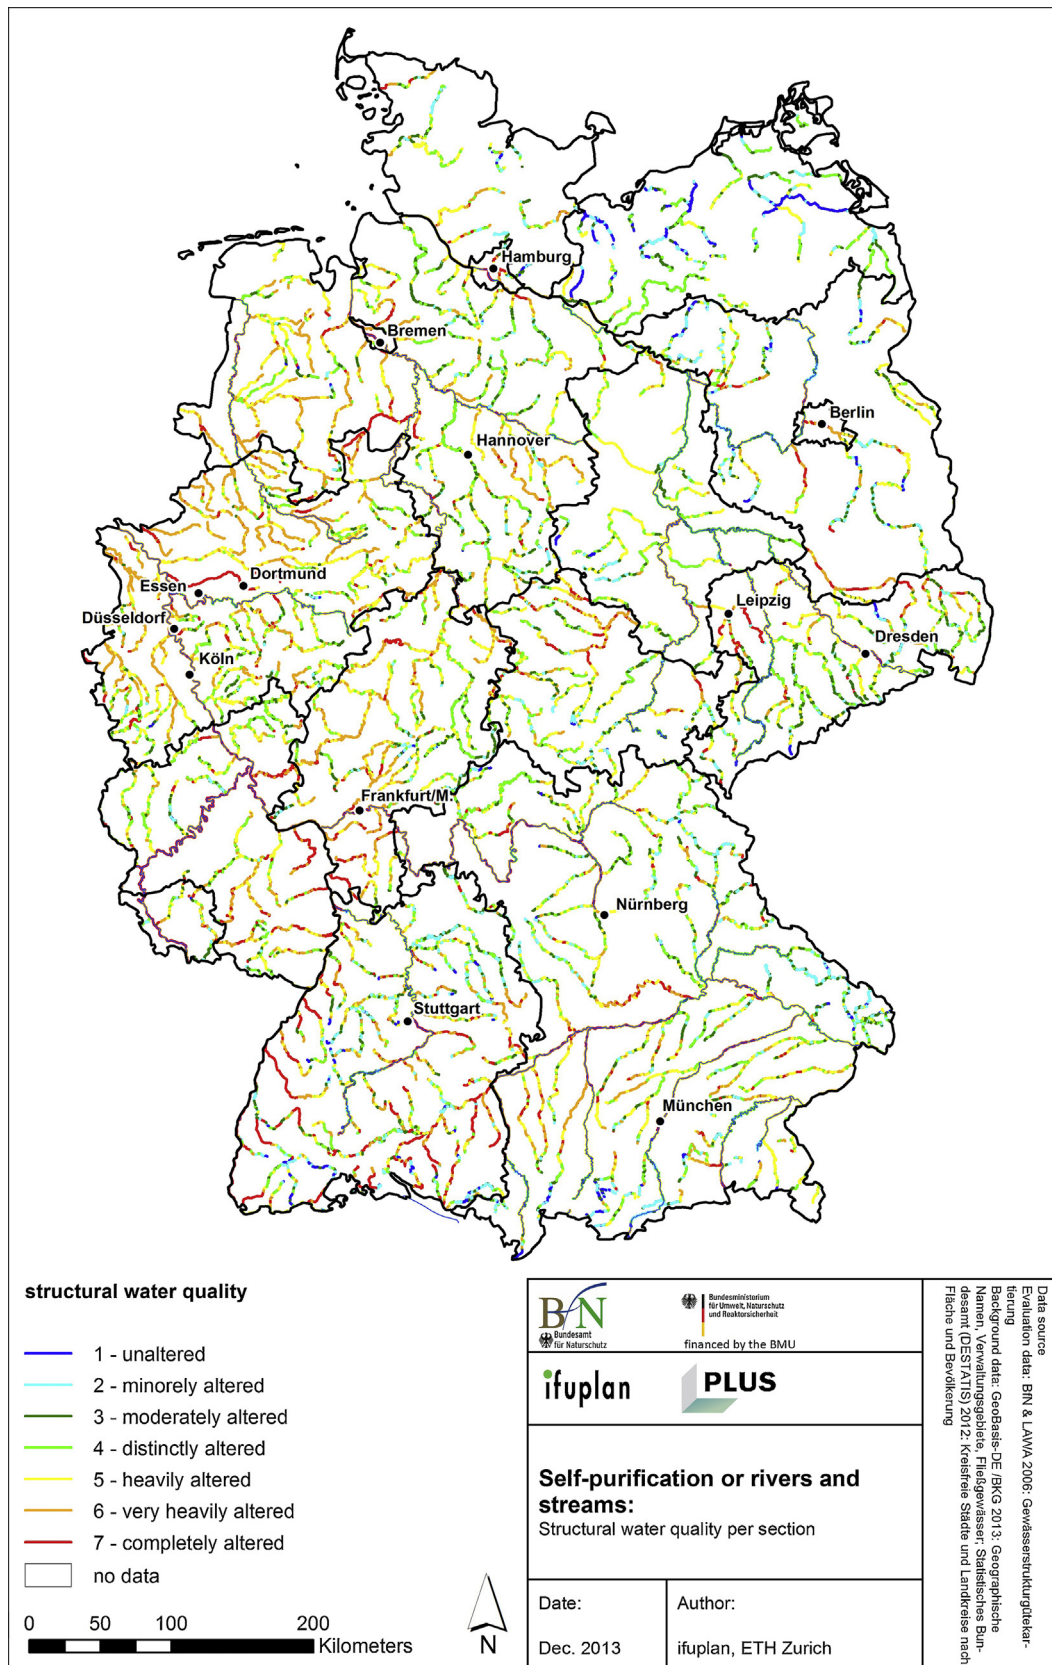 Hamburg
Bremen
Berlin
Hannover
Essen
Dortmund
Düsseldorf
Köln
Leipzig
Dresden
Frankfurt/M.
Nürnberg
Stuttgart
München
structural water quality
1 - unaltered
2 - minorely altered
3 - moderately altered
4 - distinctly altered
5 - heavily altered
6 - very heavily altered
7 - completely altered
no data
0 50 100 200
Kilometers
N
BfN
Bundesamt
für Naturschutz
Bundesministerium
für Umwelt, Naturschutz
und Reaktorsicherheit
financed by the BMU
ifuplan
PLUS
Self-purification or rivers and
streams:
Structural water quality per section
Date:
Dec. 2013
Author:
ifuplan, ETH Zurich
Data source
Evaluation data: BfN & LAWA 2006: Gewässerstrukturgütekar-
tierung
Background data: GeoBasis-DE /BKG 2013: Geographische
Namen, Verwaltungsgebiete, Fließgewässer; Statistisches Bun-
desamt (DESTATIS) 2012: Kreisfreie Städte und Landkreise nach
Fläche und Bevölkerung